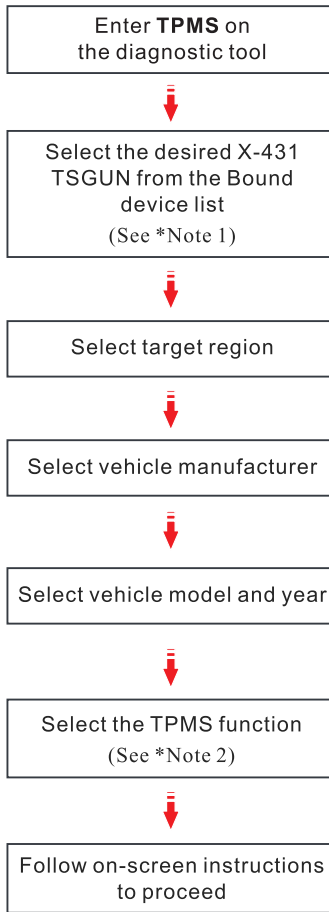 Enter TPMS on
the diagnostic tool
Select the desired X-431
TSGUN from the Bound
device list
(See *Note 1)
Select target region
Select vehicle manufacturer
Select vehicle model and year
Select the TPMS function
(See *Note 2)
Follow on-screen instructions
to proceed